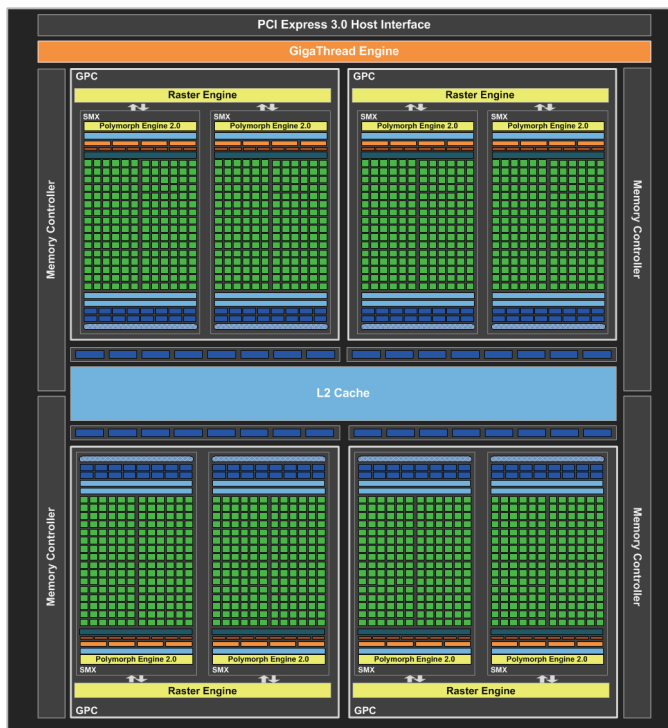 PCI Express 3.0 Host Interface
GigaThread Engine
GPC
GPC
Raster Engine
Raster Engine
SMX
SMX
SMX
SMX
Polymorph Engine 2.0
Polymorph Engine 2.0
Polymorph Engine 2.0
Polymorph Engine 2.0
Memory Controller
Memory Controller
L2 Cache
Memory Controller
Memory Controller
Polymorph Engine 2.0
Polymorph Engine 2.0
Polymorph Engine 2.0
Polymorph Engine 2.0
SMX
SMX
SMX
SMX
Raster Engine
Raster Engine
GPC
GPC